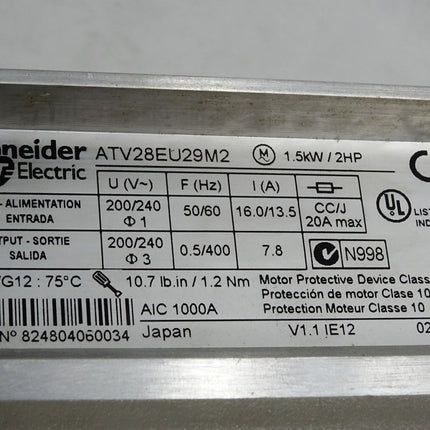 neider ATV28EU29M2 M 1.5kW / 2HP C
Electric U (V~) F (Hz) I (A)
- ALIMENTATION ENTRADA 200/240 Φ 1 50/60 16.0/13.5 CC/J 20A max UL LIST IND
TPUT - SORTIE SALIDA 200/240 Φ 3 0.5/400 7.8 N998
G12 : 75°C 10.7 lb.in / 1.2 Nm Motor Protective Device Class
Protección de motor Clase 10
AIC 1000A Protection Moteur Classe 10
N° 824804060034 Japan V1.1 IE12 02